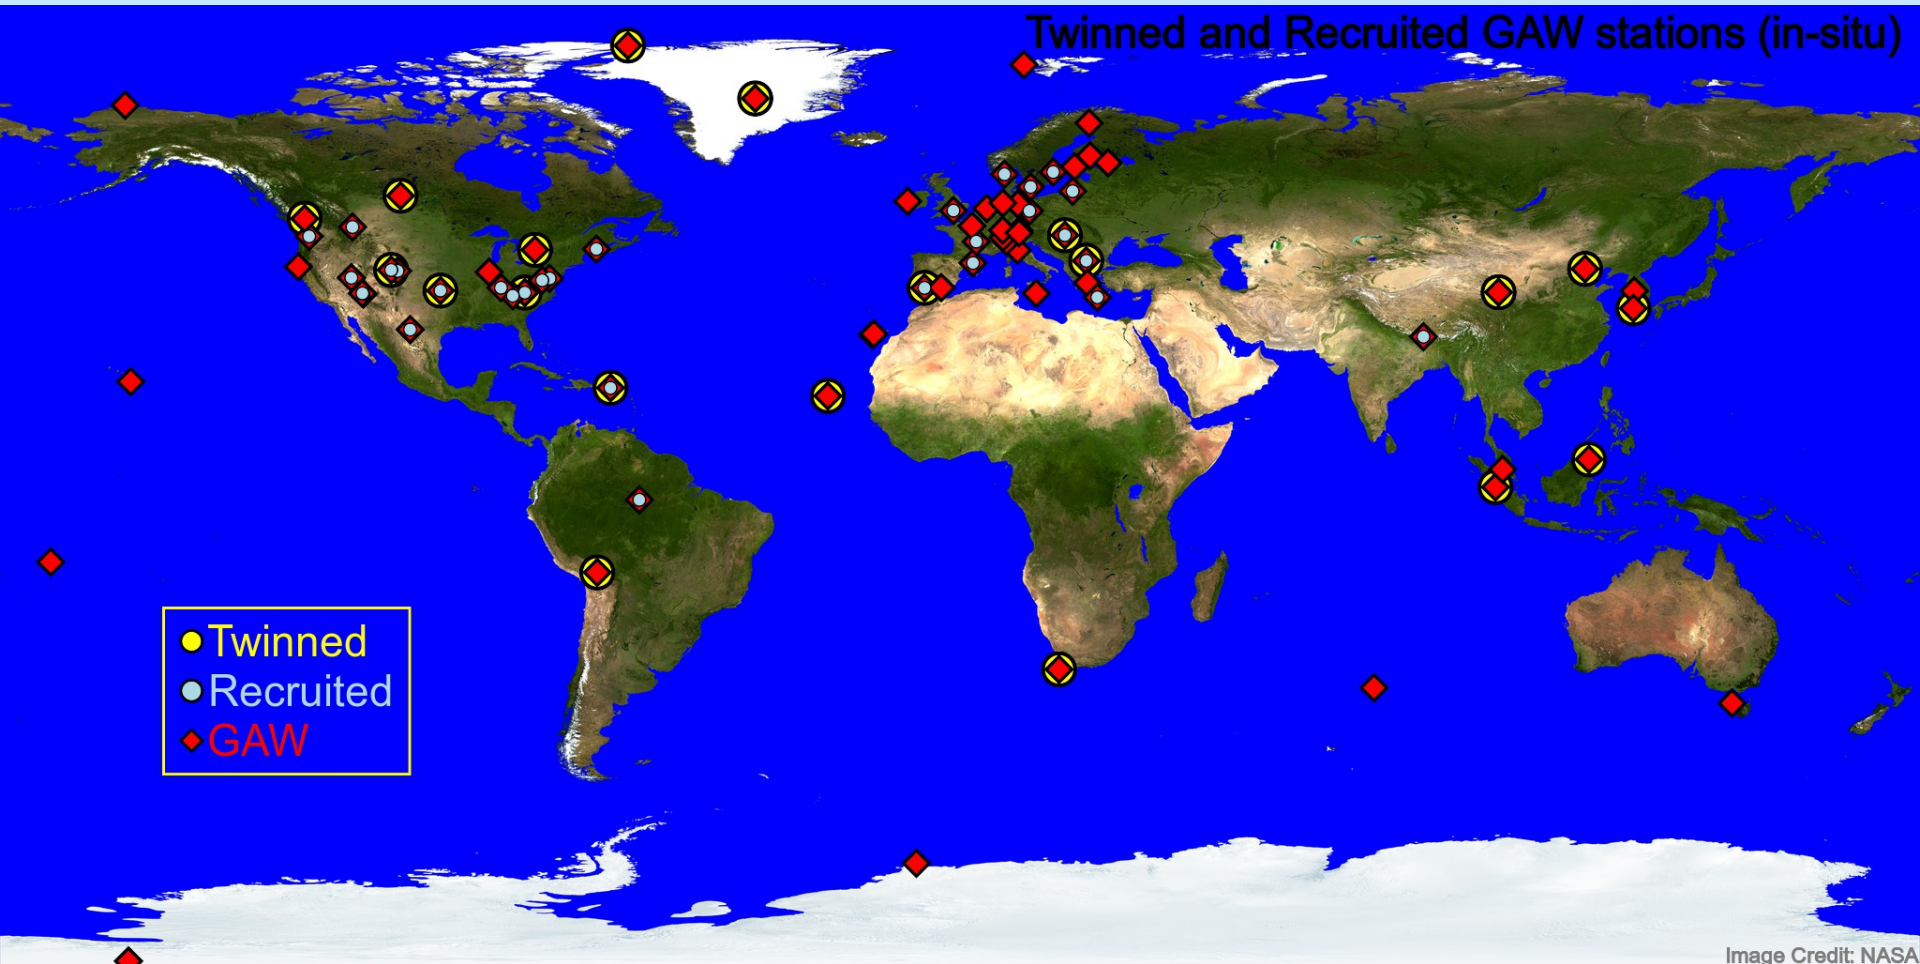 Twinned and Recruited GAW stations (in-situ)
Twinned
Recruited
GAW
Image Credit: NASA